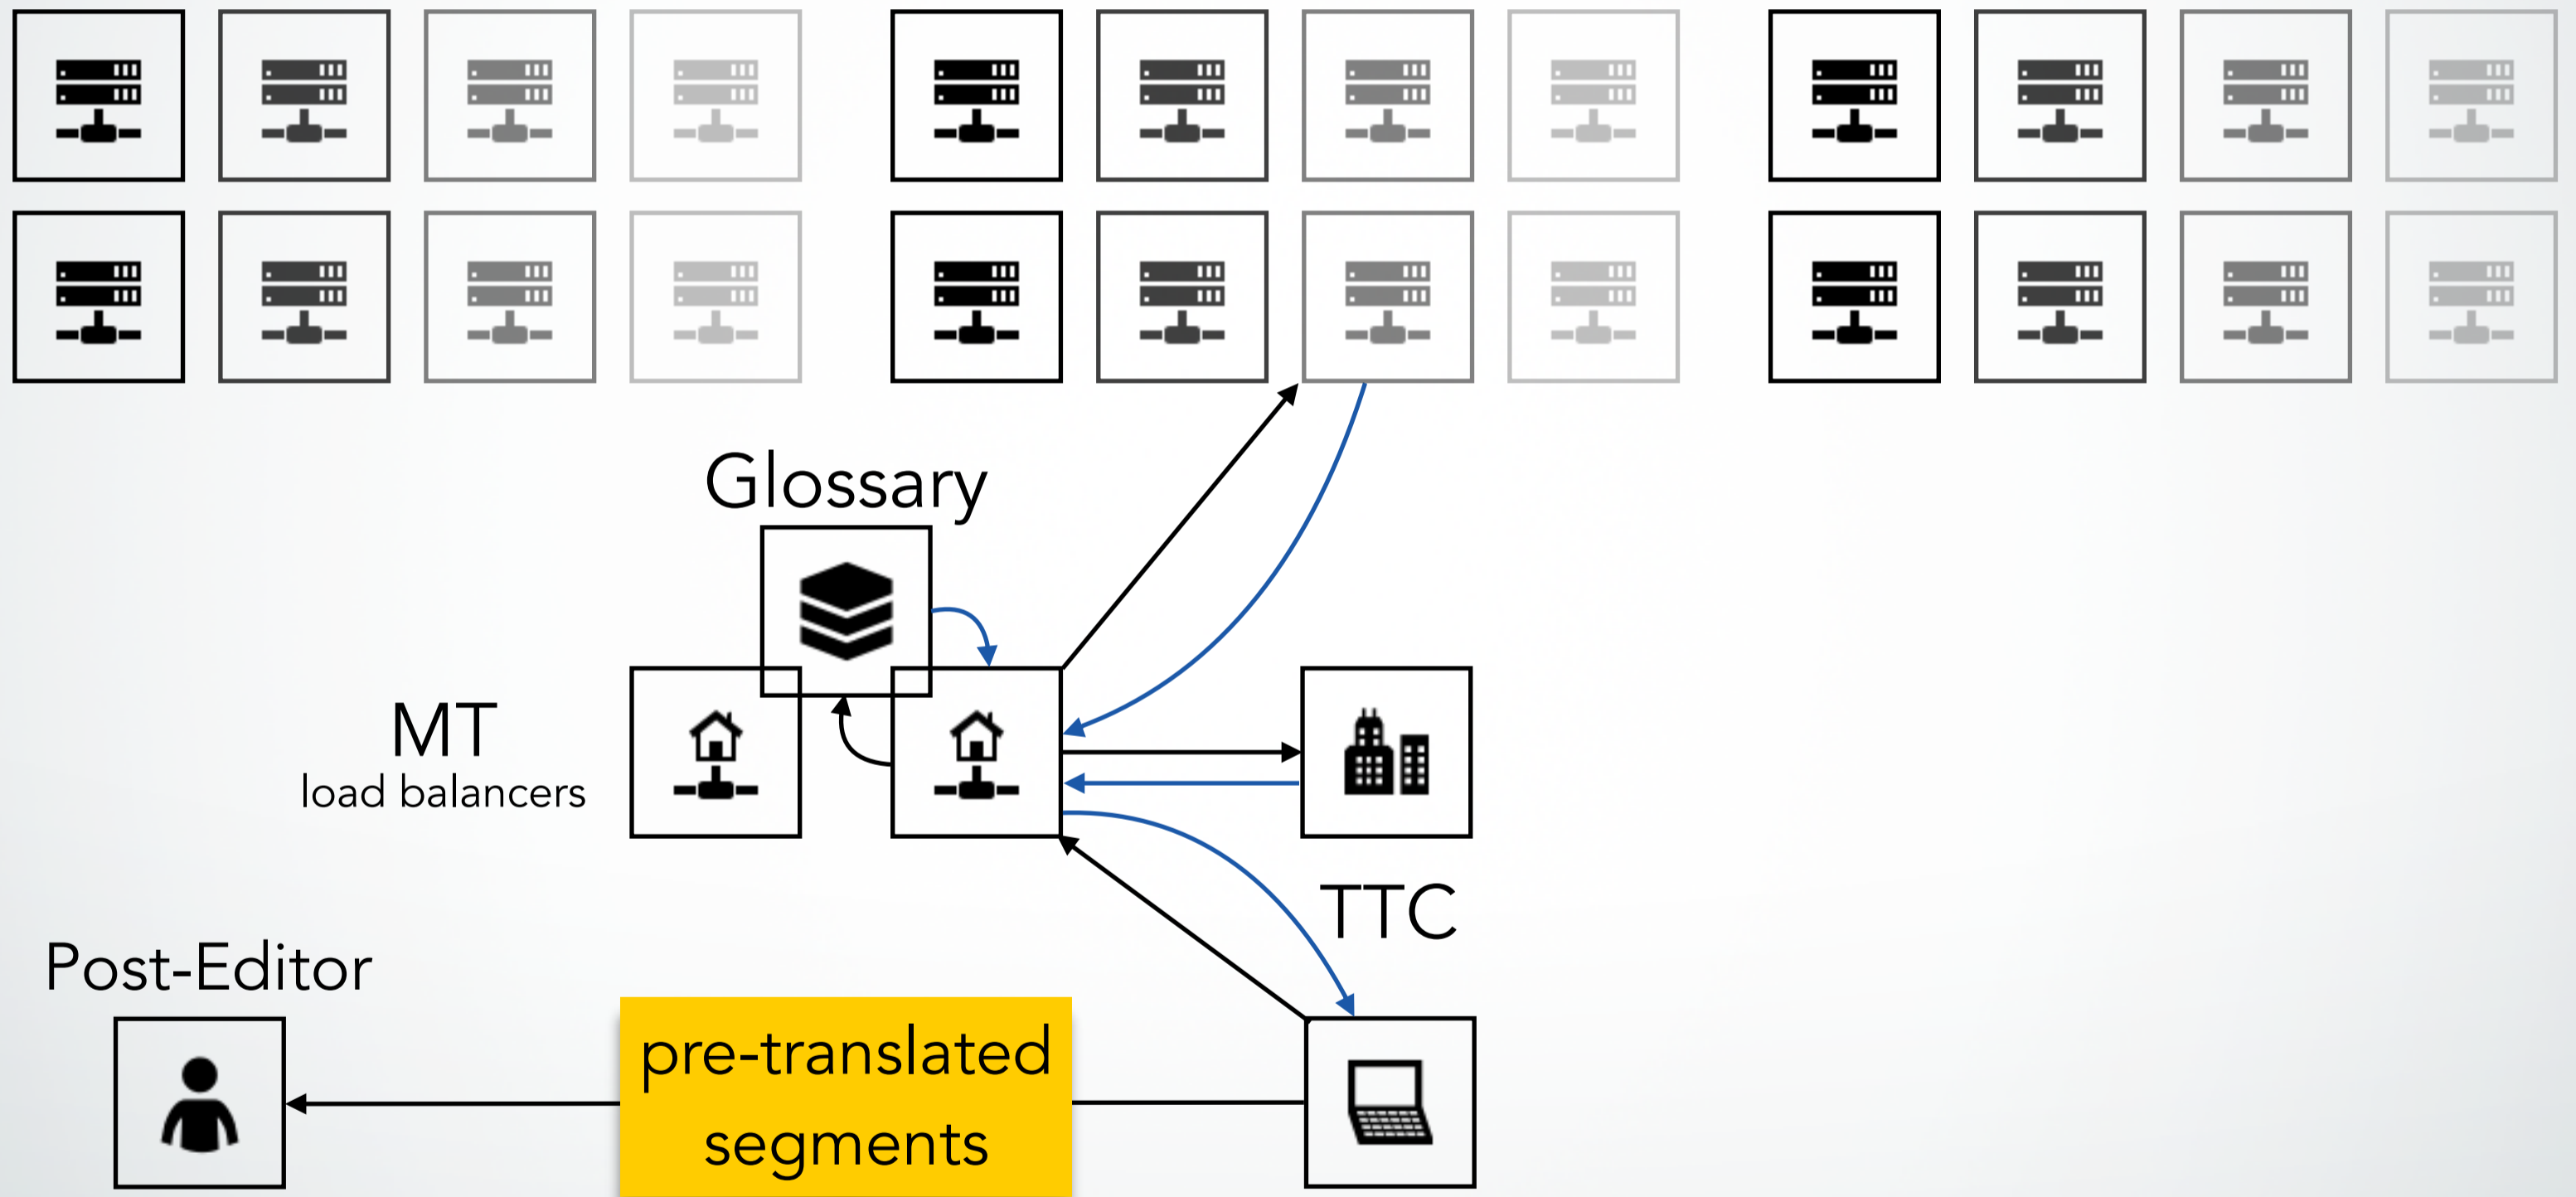 Glossary
MT
load balancers
TTC
Post-Editor
pre-translated
segments